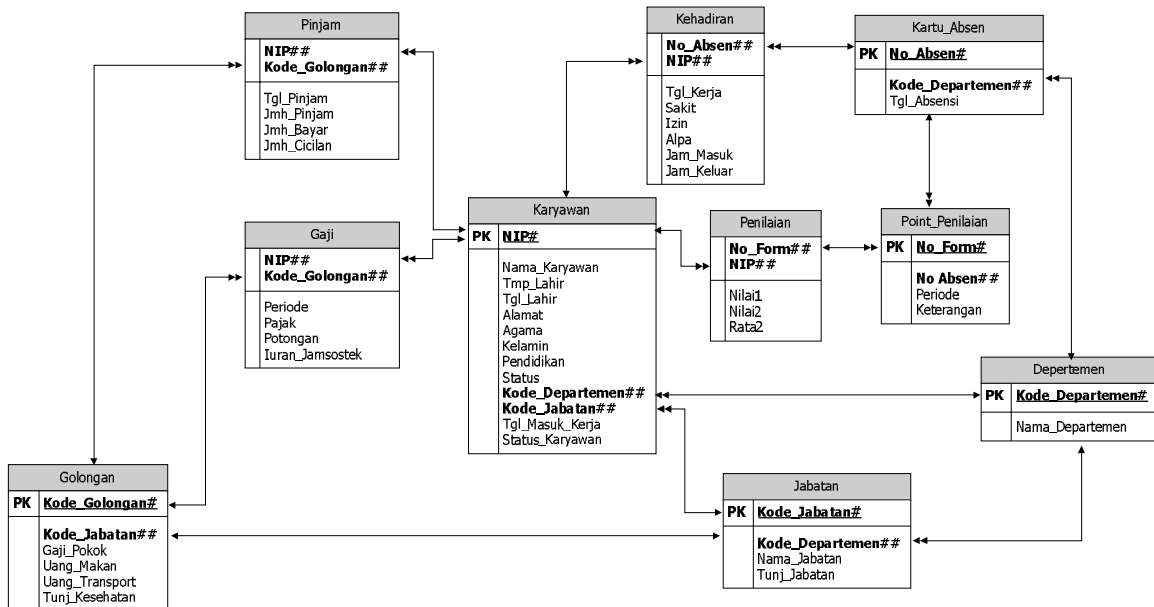 Pinjam
NIP##
Kode_Golongan##
Tgl_Pinjam
Jmh_Pinjam
Jmh_Bayar
Jmh_Cicilan
Kehadiran
No_Absen##
NIP##
Tgl_Kerja
Sakit
Izin
Alpa
Jam_Masuk
Jam_Keluar
Kartu_Absen
PK No_Absen#
Kode_Departemen##
Tgl_Absensi
Gaji
NIP##
Kode_Golongan##
Periode
Pajak
Potongan
Iuran_Jamsostek
Karyawan
PK NIP#
Nama_Karyawan
Tmp_Lahir
Tgl_Lahir
Alamat
Agama
Kelamin
Pendidikan
Status
Kode_Departemen##
Kode_Jabatan##
Tgl_Masuk_Kerja
Status_Karyawan
Penilaian
No_Form##
NIP##
Nilai1
Nilai2
Rata2
Point_Penilaian
PK No_Form#
No Absen##
Periode
Keterangan
Depertemen
PK Kode_Departemen#
Nama_Departemen
Golongan
PK Kode_Golongan#
Kode_Jabatan##
Gaji_Pokok
Uang_Makan
Uang_Transport
Tunj_Kesehatan
Jabatan
PK Kode_Jabatan#
Kode_Departemen##
Nama_Jabatan
Tunj_Jabatan